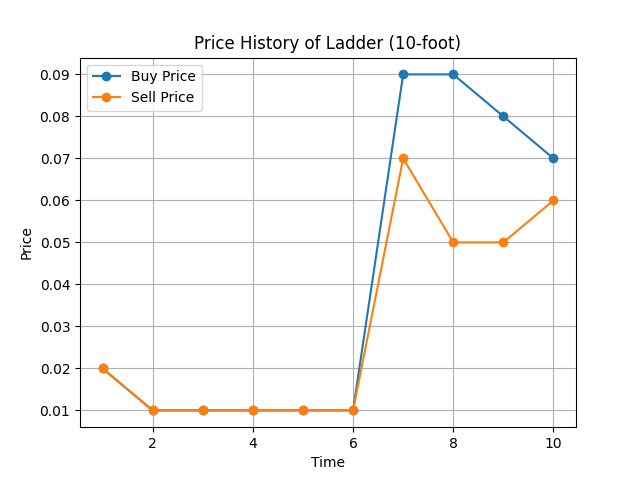 Price History of Ladder (10-foot)
Buy Price
Sell Price
0.09
0.08
0.07
0.06
0.05
0.04
0.03
0.02
0.01
Price
2 4 6 8 10
Time